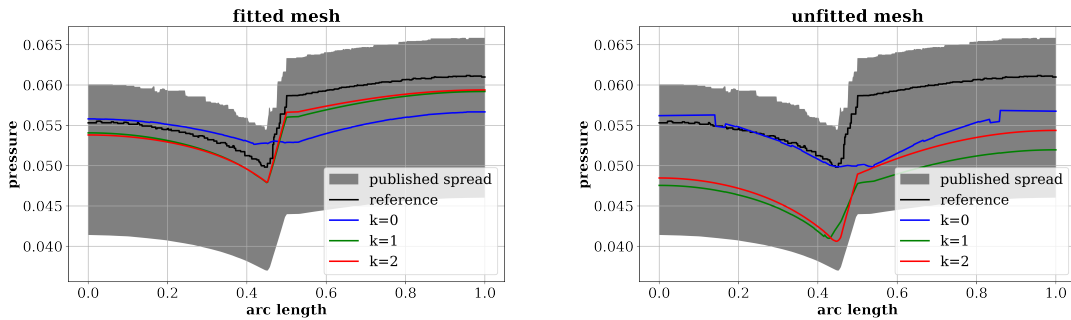 fitted mesh
pressure
0.065
0.060
0.055
0.050
0.045
0.040
published spread
reference
k=0
k=1
k=2
0.0 0.2 0.4 0.6 0.8 1.0
arc length
unfitted mesh
pressure
0.065
0.060
0.055
0.050
0.045
0.040
published spread
reference
k=0
k=1
k=2
0.0 0.2 0.4 0.6 0.8 1.0
arc length